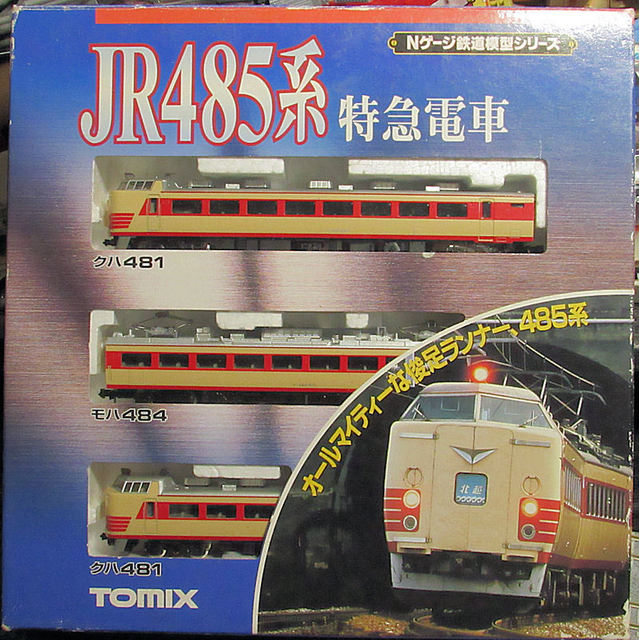 Nゲージ鉄道模型シリーズ
JR485系 特急電車
クハ481
モハ484
クハ481
オールマイティーな俊足ランナー、485系
北越
TOMIX